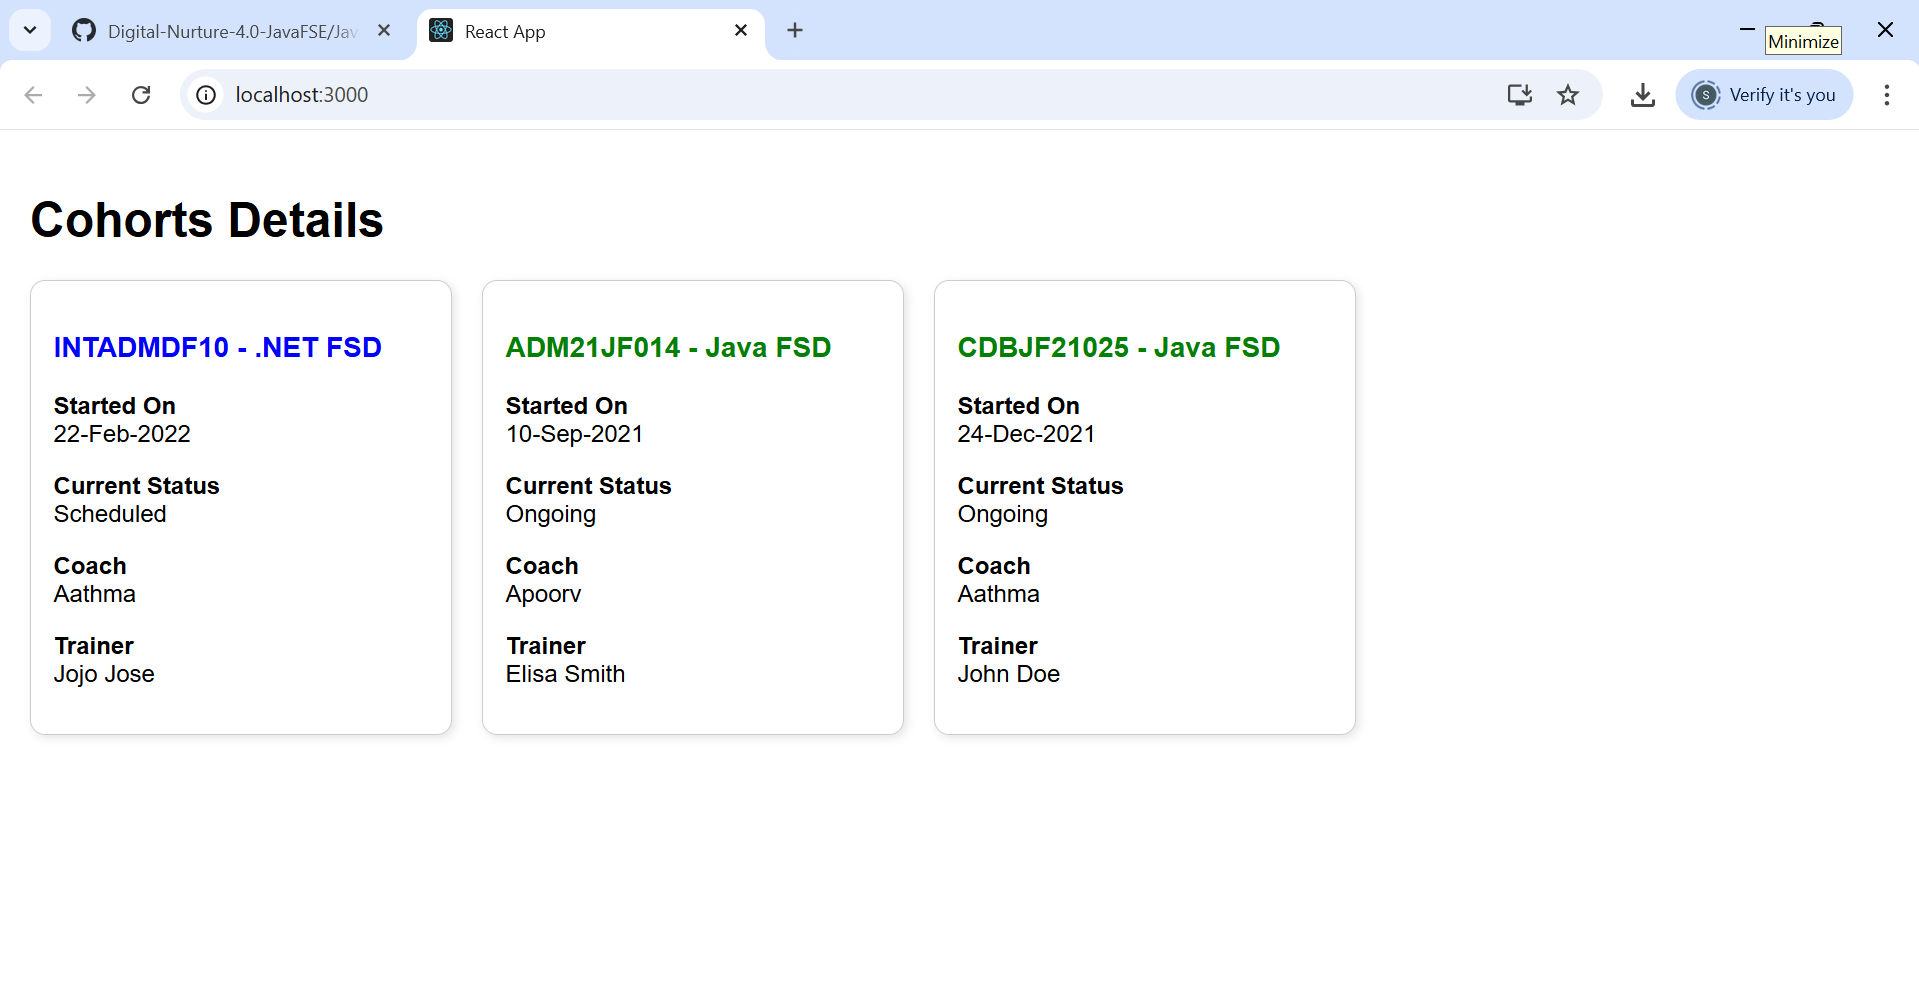 Digital-Nurture-4.0-JavaFSE/Jav
React App
Minimize
localhost:3000
S
Verify it's you
Cohorts Details
INTADMDF10 - .NET FSD
Started On
22-Feb-2022
Current Status
Scheduled
Coach
Aathma
Trainer
Jojo Jose
ADM21JF014 - Java FSD
Started On
10-Sep-2021
Current Status
Ongoing
Coach
Apoorv
Trainer
Elisa Smith
CDBJF21025 - Java FSD
Started On
24-Dec-2021
Current Status
Ongoing
Coach
Aathma
Trainer
John Doe